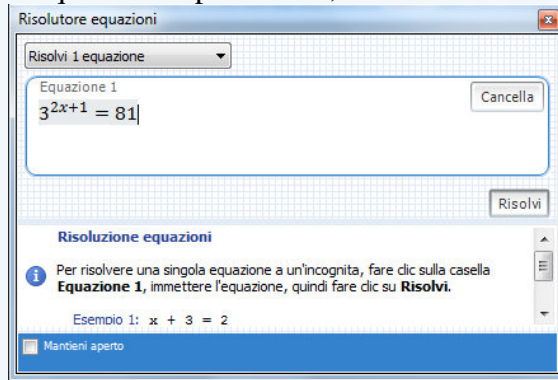 Risolutore equazioni
Risolvi 1 equazione
Equazione 1
Cancella
3^{2x+1} = 81
Risolvi
Risoluzione equazioni
Per risolvere una singola equazione a un'incognita, fare clic sulla casella
Equazione 1, immettere l'equazione, quindi fare clic su Risolvi.
Esempio 1: x + 3 = 2
Mantieni aperto